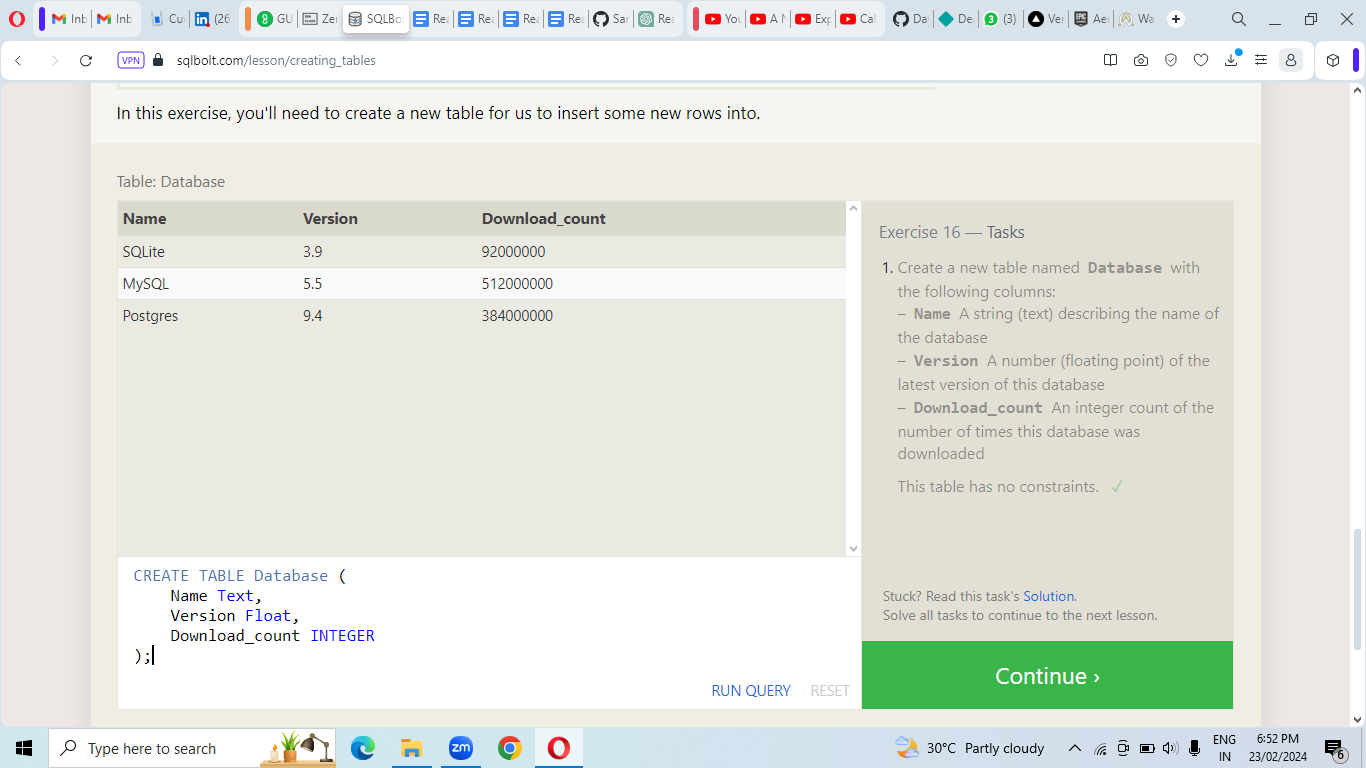 Inb
Inb
Cu
(26
GU
Zer
SQLBo
Rea
Rea
Rea
Rea
Sar
Rea
You
A N
Exp
Cal
Da
De
(3)
Ver
Aer
Wa
VPN
sqlbolt.com/lesson/creating_tables
In this exercise, you'll need to create a new table for us to insert some new rows into.
Table: Database
Name Version Download_count
SQLite 3.9 92000000
MySQL 5.5 512000000
Postgres 9.4 384000000
Exercise 16 — Tasks
1. Create a new table named Database with
the following columns:
– Name A string (text) describing the name of
the database
– Version A number (floating point) of the
latest version of this database
– Download_count An integer count of the
number of times this database was
downloaded
This table has no constraints. ✓
CREATE TABLE Database (
Name Text,
Version Float,
Download_count INTEGER
);
RUN QUERY RESET
Stuck? Read this task's Solution.
Solve all tasks to continue to the next lesson.
Continue ›
Type here to search
zm
30°C Partly cloudy
ENG
IN
6:52 PM
23/02/2024
6